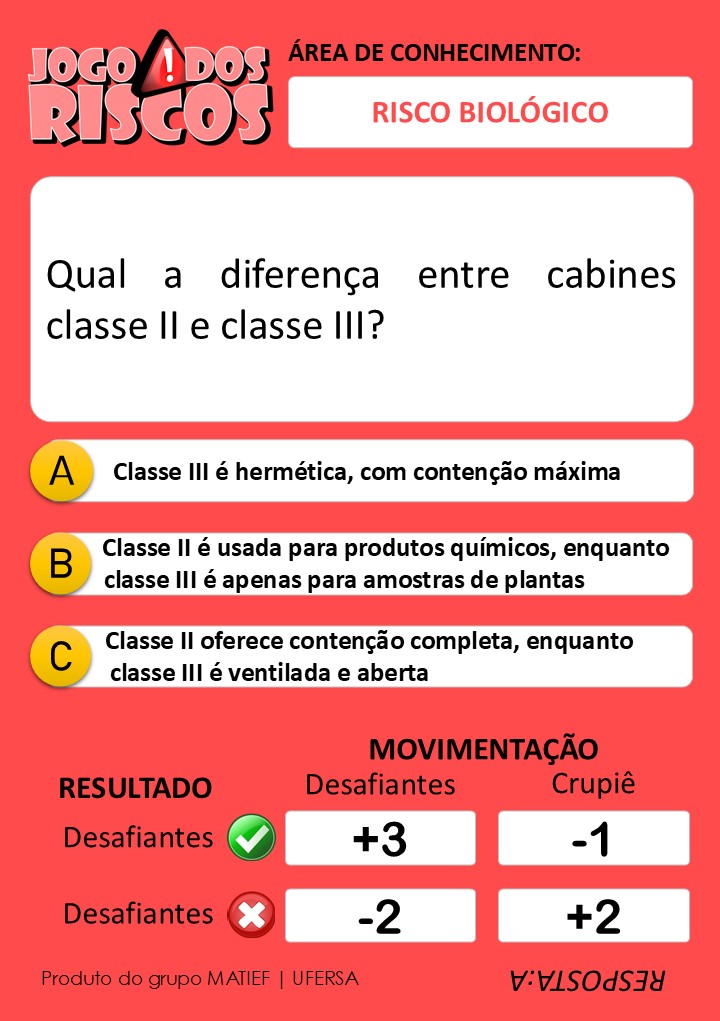 JOGO DOS
RISCOS
ÁREA DE CONHECIMENTO:
RISCO BIOLÓGICO
Qual a diferença entre cabines
classe II e classe III?
A
Classe III é hermética, com contenção máxima
B
Classe II é usada para produtos químicos, enquanto
classe III é apenas para amostras de plantas
C
Classe II oferece contenção completa, enquanto
classe III é ventilada e aberta
MOVIMENTAÇÃO
RESULTADO Desafiantes Crupiê
Desafiantes +3 -1
Desafiantes -2 +2
Produto do grupo MATIEF | UFERSA
RESPOSTA:A